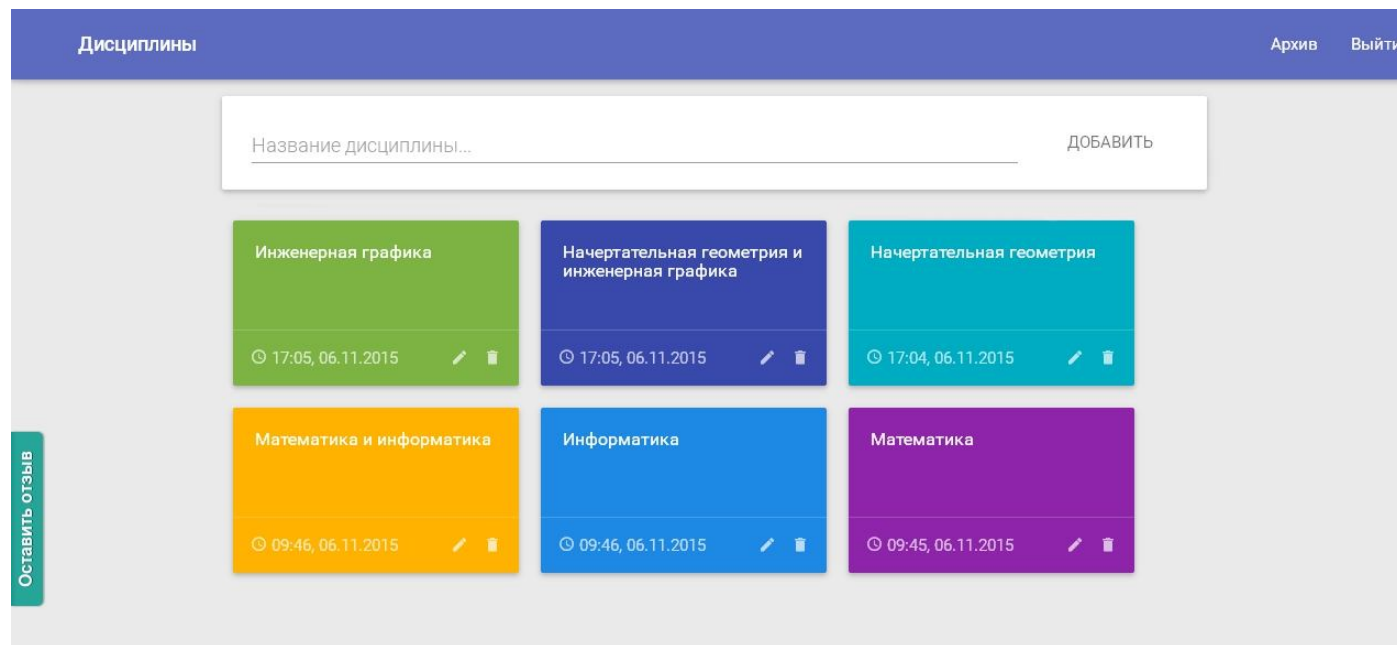 Дисциплины
Архив
Выйти
Название дисциплины...
ДОБАВИТЬ
Инженерная графика
17:05, 06.11.2015
Начертательная геометрия и
инженерная графика
17:05, 06.11.2015
Начертательная геометрия
17:04, 06.11.2015
Математика и информатика
09:46, 06.11.2015
Информатика
09:46, 06.11.2015
Математика
09:45, 06.11.2015
Оставить отзыв